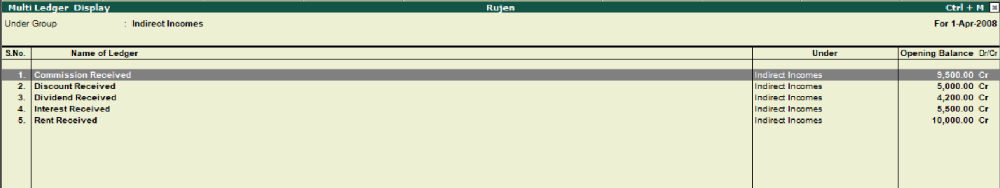 Multi Ledger Display Rujen Ctrl + M
Under Group : Indirect Incomes For 1-Apr-2008
S.No. Name of Ledger Under Opening Balance Dr/Cr
1. Commission Received Indirect Incomes 9,500.00 Cr
2. Discount Received Indirect Incomes 5,000.00 Cr
3. Dividend Received Indirect Incomes 4,200.00 Cr
4. Interest Received Indirect Incomes 5,500.00 Cr
5. Rent Received Indirect Incomes 10,000.00 Cr